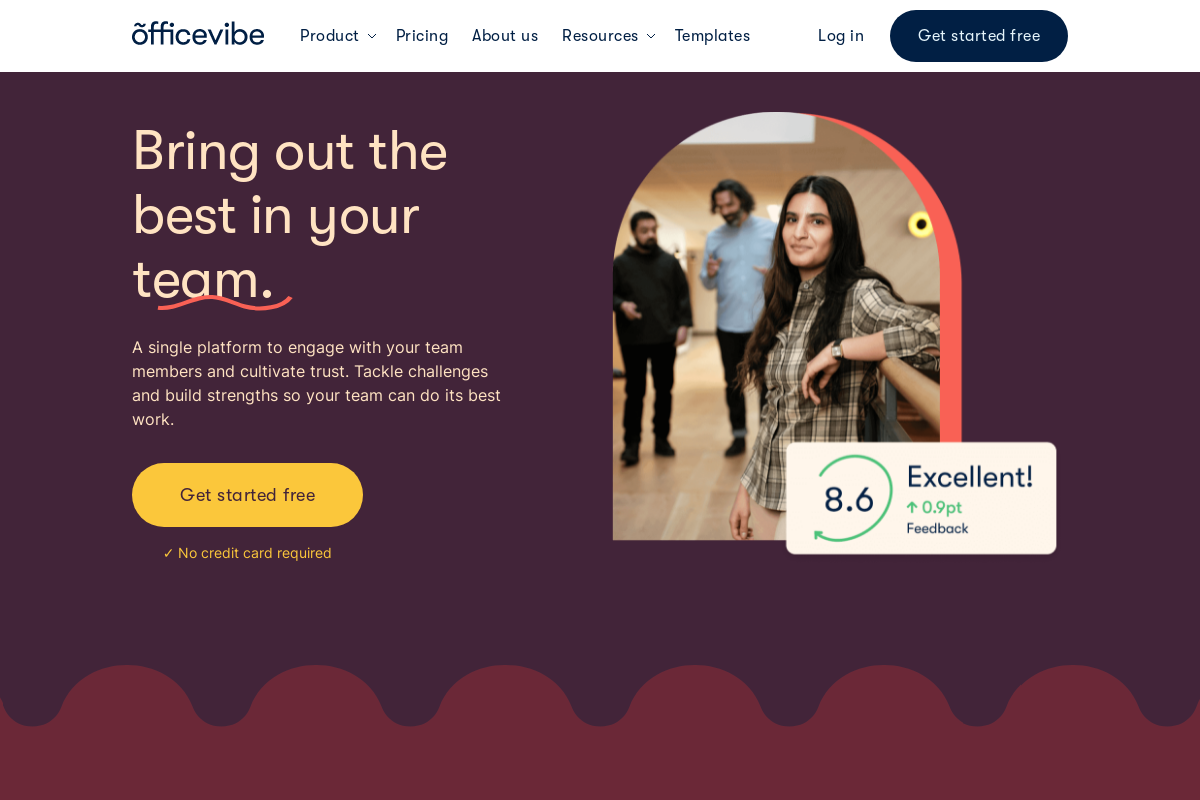 õfficevibe
Product
Pricing
About us
Resources
Templates
Log in
Get started free
Bring out the
best in your
team.
A single platform to engage with your team
members and cultivate trust. Tackle challenges
and build strengths so your team can do its best
work.
Get started free
✓ No credit card required
8.6
Excellent!
↑ 0.9pt
Feedback